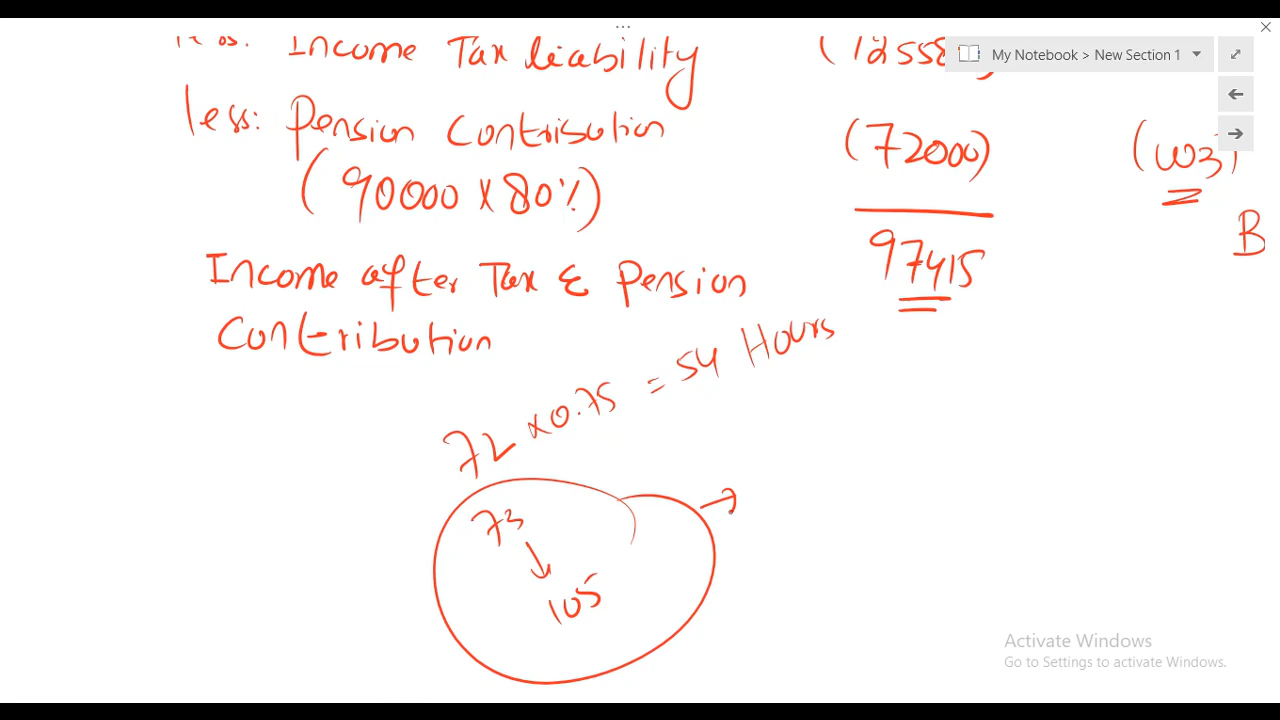 Income Tax liability
My Notebook > New Section 1
less: Pension Contribution (72000) (W3)
(90000 x 80%)
B
Income after Tax & Pension 97415
Contribution
72 x 0.75 = 54 Hours
73
105
Activate Windows
Go to Settings to activate Windows.